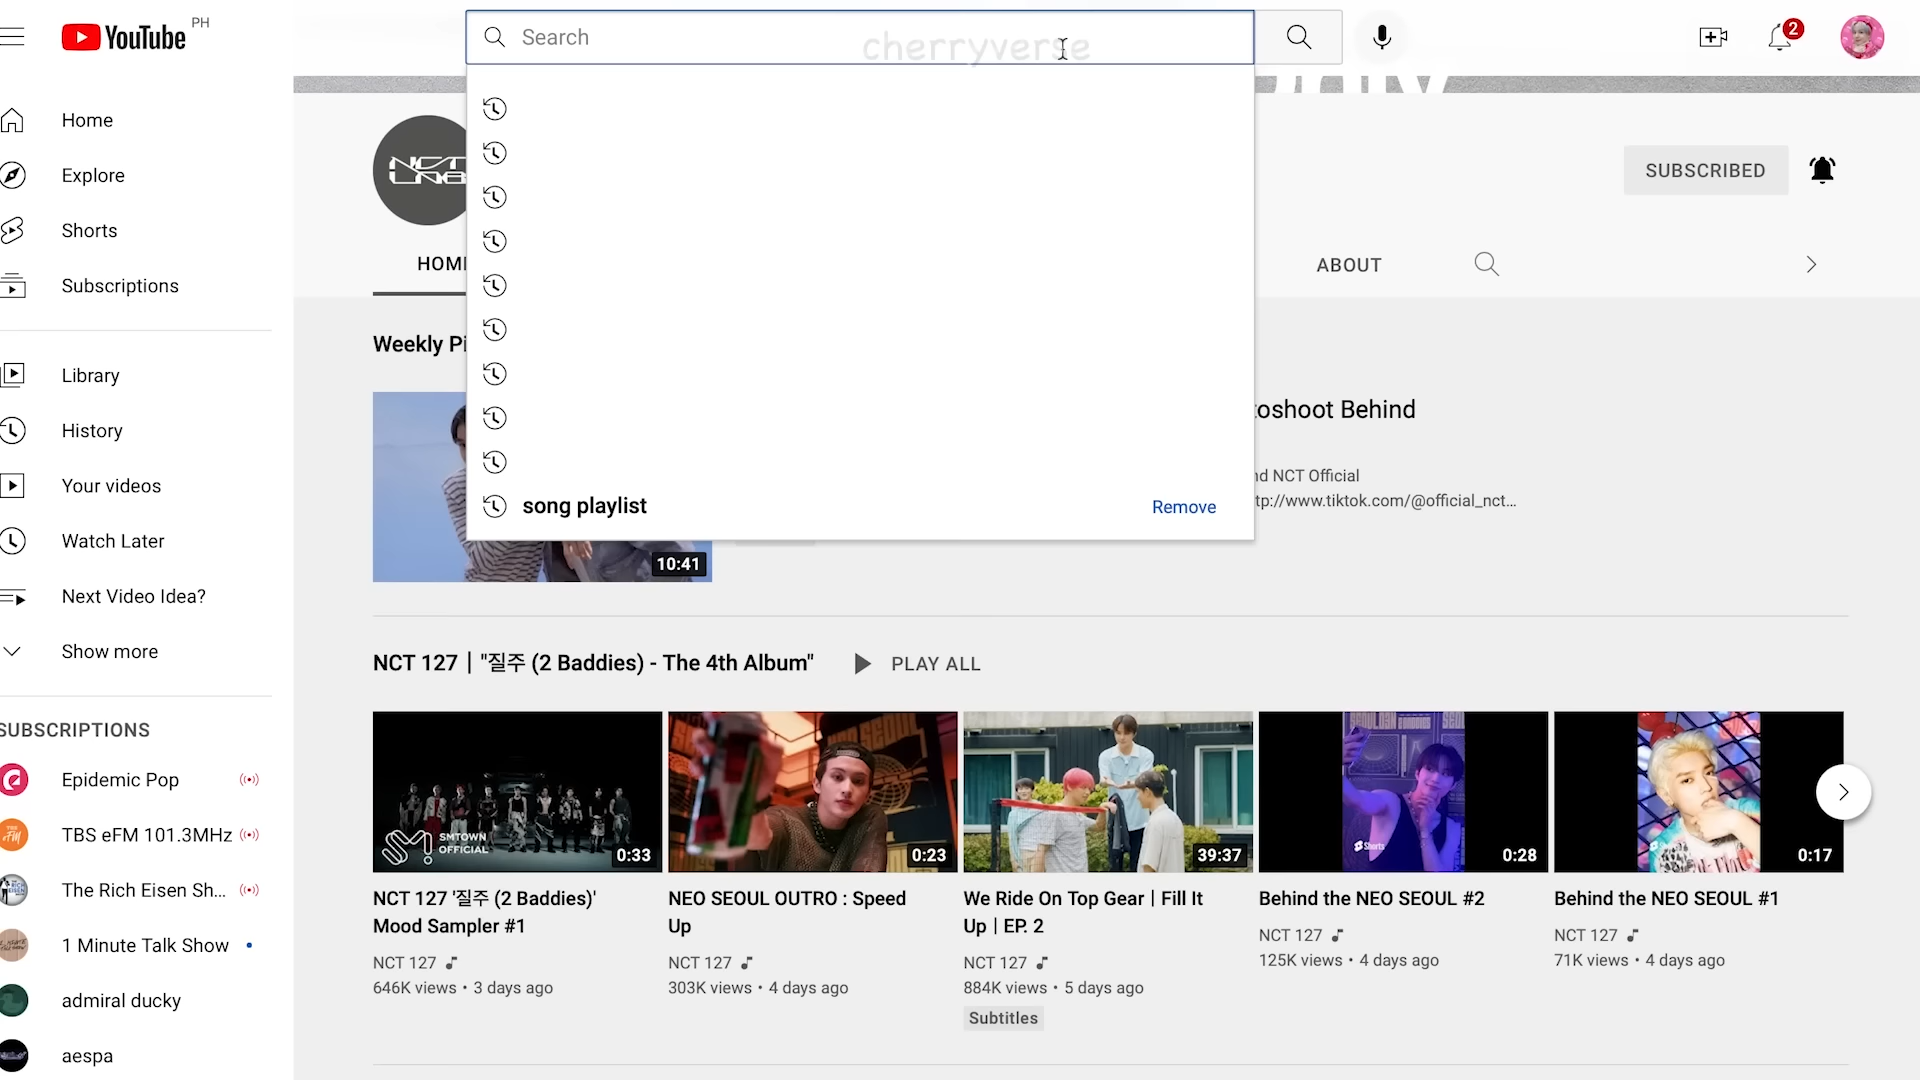 YouTube PH
Search
cherryverse
2
Home
Explore
Shorts
Subscriptions
Library
History
Your videos
Watch Later
Next Video Idea?
Show more
SUBSCRIPTIONS
Epidemic Pop
TBS eFM 101.3MHz
The Rich Eisen Sh...
1 Minute Talk Show
admiral ducky
aespa
song playlist
Remove
NCT
SUBSCRIBED
HOM
ABOUT
Weekly Pi
10:41
toshoot Behind
nd NCT Official
tp://www.tiktok.com/@official_nct...
NCT 127 | "질주 (2 Baddies) - The 4th Album"
PLAY ALL
SMTOWN
OFFICIAL
0:33
0:23
39:37
Shorts
0:28
0:17
NCT 127 '질주 (2 Baddies)'
Mood Sampler #1
NCT 127
646K views • 3 days ago
NEO SEOUL OUTRO : Speed
Up
NCT 127
303K views • 4 days ago
We Ride On Top Gear | Fill It
Up | EP. 2
NCT 127
884K views • 5 days ago
Subtitles
Behind the NEO SEOUL #2
NCT 127
125K views • 4 days ago
Behind the NEO SEOUL #1
NCT 127
71K views • 4 days ago